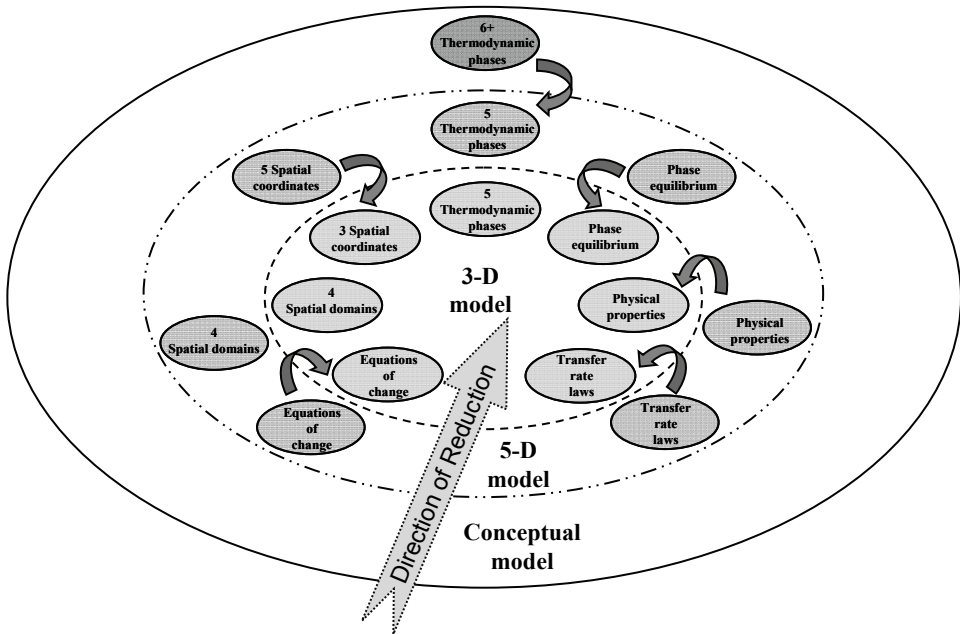 6+
Thermodynamic
phases
5
Thermodynamic
phases
5 Spatial
coordinates
Phase
equilibrium
5
Thermodynamic
phases
3 Spatial
coordinates
Phase
equilibrium
3-D
model
4
Spatial domains
Physical
properties
4
Spatial domains
Physical
properties
Equations
of
change
Transfer
rate
laws
Equations
of
change
Transfer
rate
laws
Direction of Reduction
5-D
model
Conceptual
model